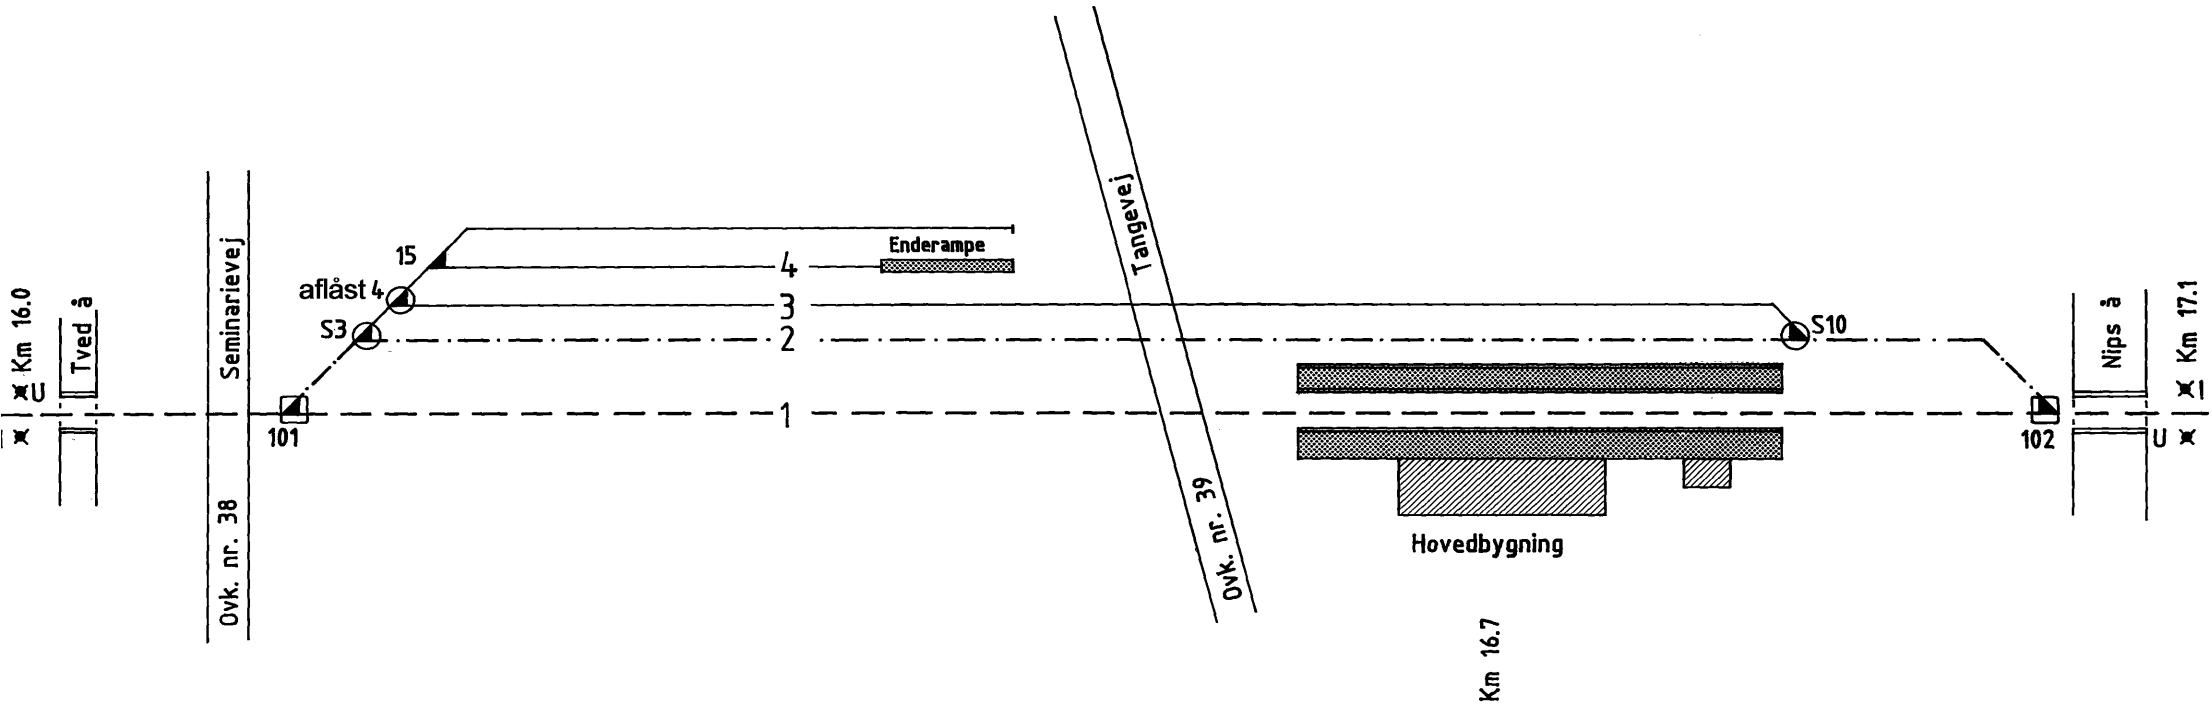 Km 16.0
U
I
Tved å
Seminarievej
Ovk. nr. 38
101
S3
aflåst 4
15
Enderampe
4
3
2
1
Tangevej
Ovk. nr. 39
S10
Hovedbygning
Km 16.7
102
Nips å
Km 17.1
I
U